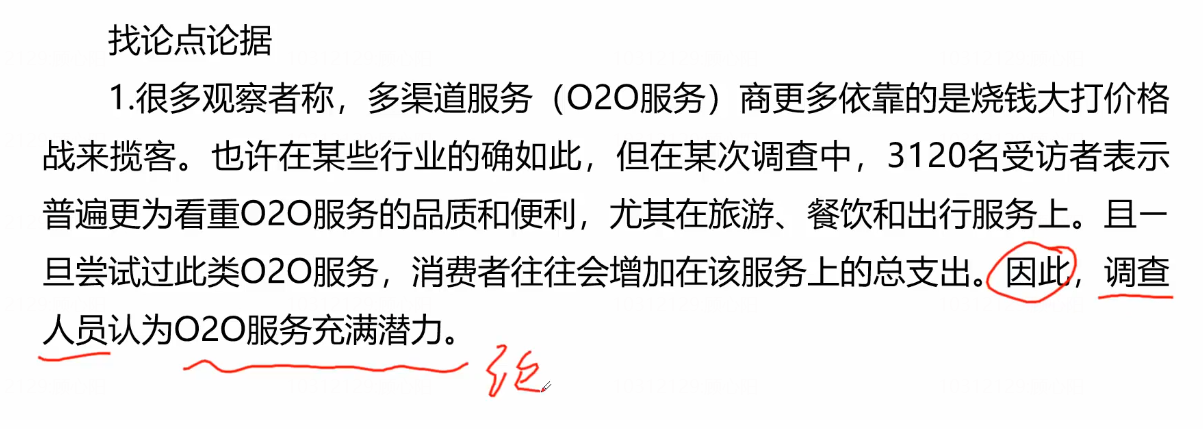 找论点论据
1.很多观察者称，多渠道服务（O2O服务）商更多依靠的是烧钱大打价格
战来揽客。也许在某些行业的确如此，但在某次调查中，3120名受访者表示
普遍更为看重O2O服务的品质和便利，尤其在旅游、餐饮和出行服务上。且一
旦尝试过此类O2O服务，消费者往往会增加在该服务上的总支出。因此，调查
人员认为O2O服务充满潜力。
论